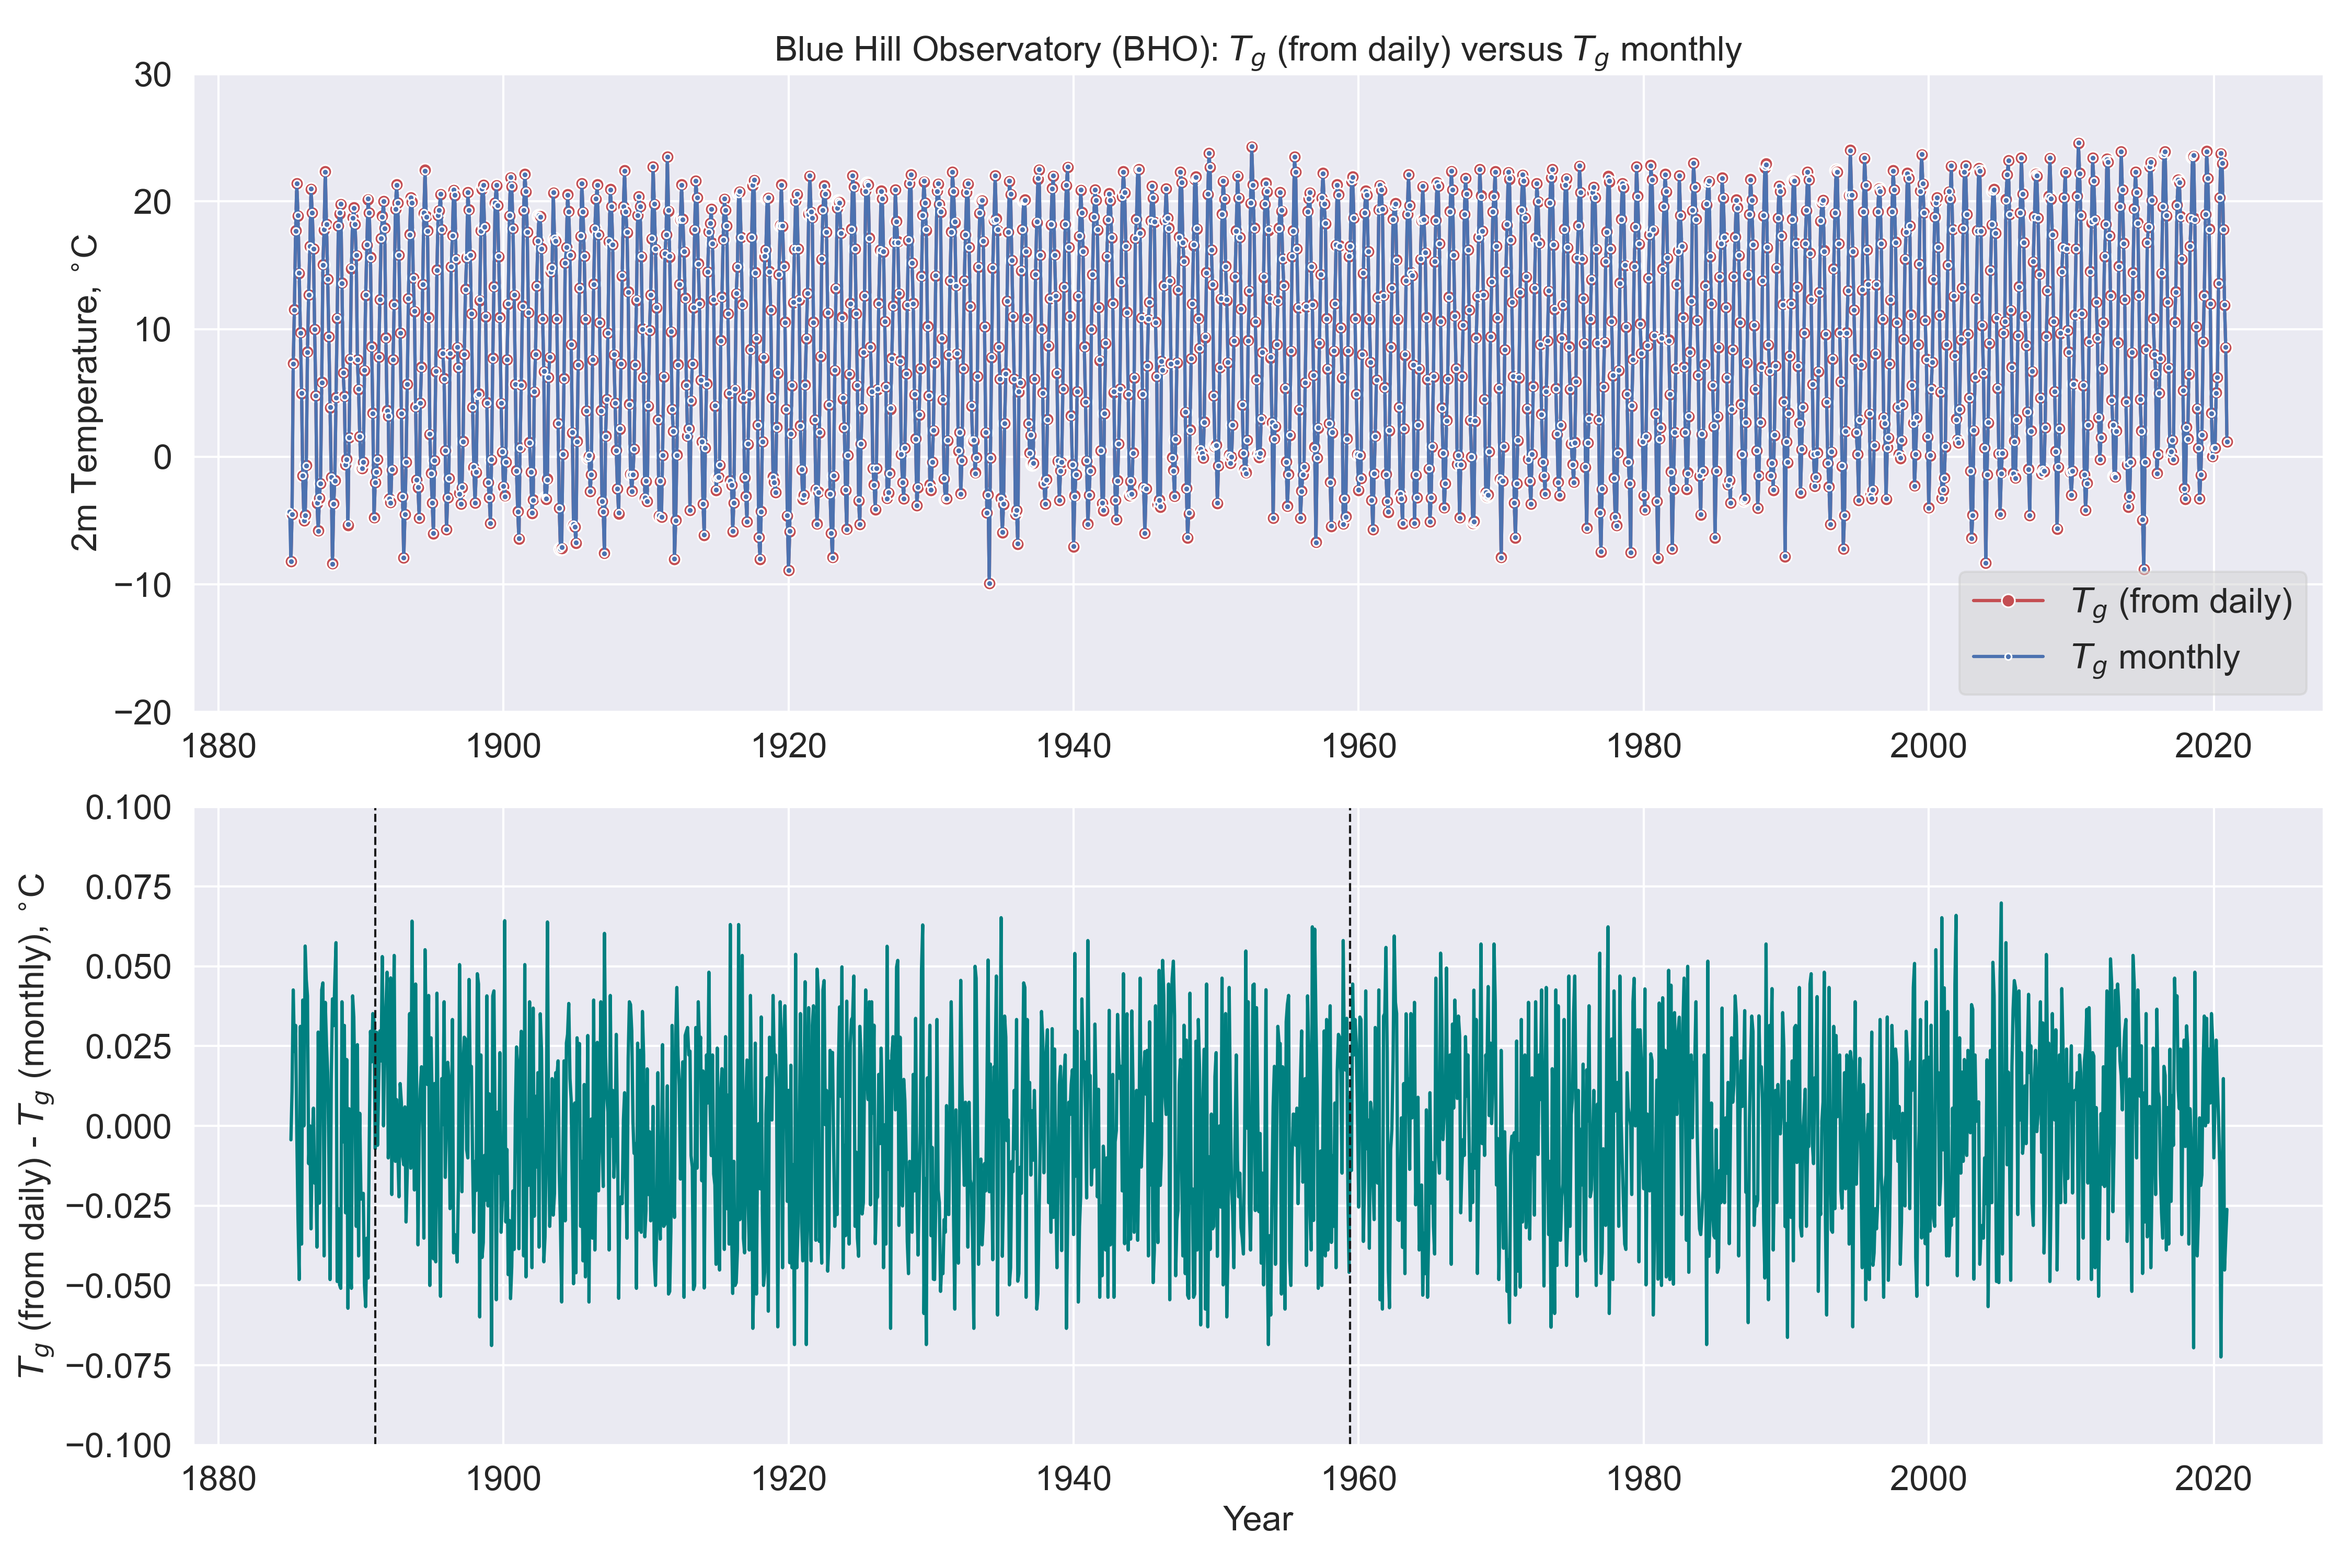 Blue Hill Observatory (BHO): Tg (from daily) versus Tg monthly
30
20
10
0
−10
−20
2m Temperature, °C
Tg (from daily)
Tg monthly
1880 1900 1920 1940 1960 1980 2000 2020
0.100
0.075
0.050
0.025
0.000
−0.025
−0.050
−0.075
−0.100
Tg (from daily) - Tg (monthly), °C
1880 1900 1920 1940 1960 1980 2000 2020
Year